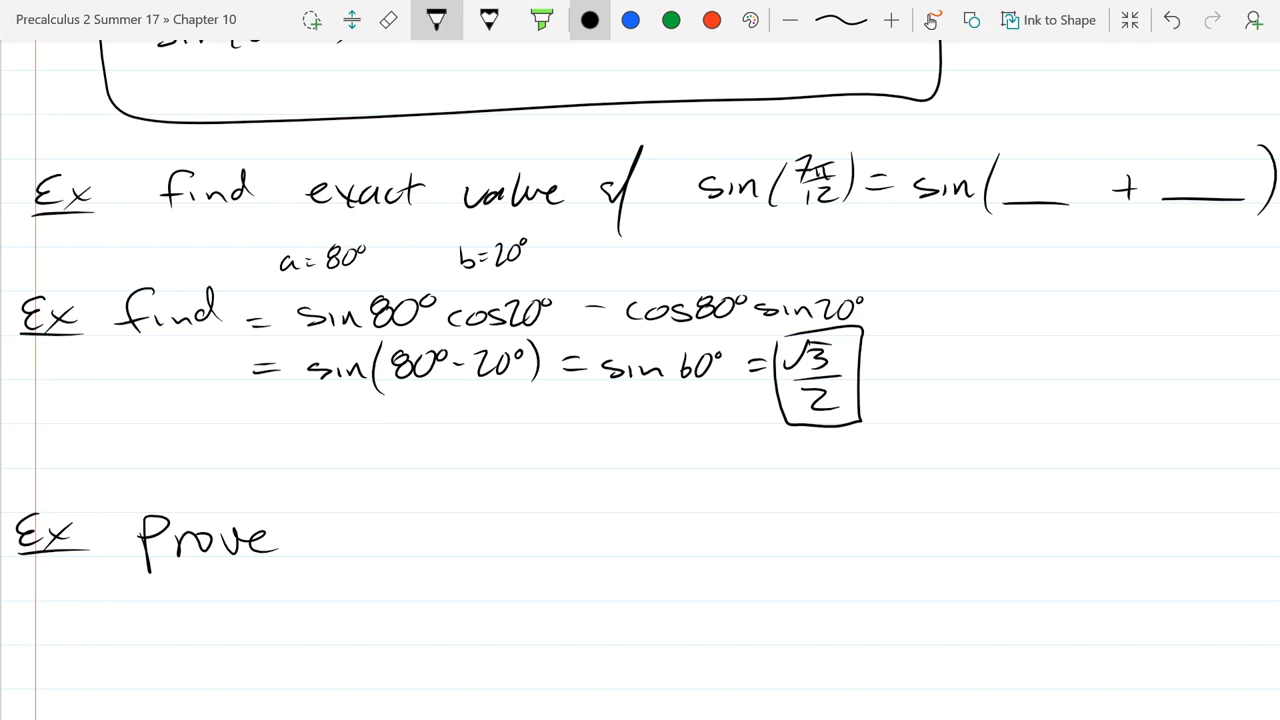 Precalculus 2 Summer 17 » Chapter 10
Ink to Shape
Ex find exact value of sin(7π/12) = sin(___ + ___)
a = 80° b = 20°
Ex find = sin 80° cos 20° - cos 80° sin 20°
= sin(80° - 20°) = sin 60° = √3/2
Ex Prove